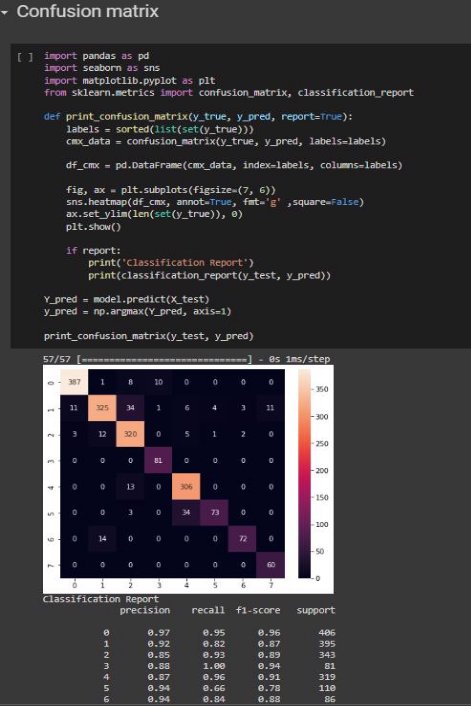 Confusion matrix
[ ] import pandas as pd
import seaborn as sns
import matplotlib.pyplot as plt
from sklearn.metrics import confusion_matrix, classification_report
def print_confusion_matrix(y_true, y_pred, report=True):
labels = sorted(list(set(y_true)))
cmx_data = confusion_matrix(y_true, y_pred, labels=labels)
df_cmx = pd.DataFrame(cmx_data, index=labels, columns=labels)
fig, ax = plt.subplots(figsize=(7, 6))
sns.heatmap(df_cmx, annot=True, fmt='g' ,square=False)
ax.set_ylim(len(set(y_true)), 0)
plt.show()
if report:
print('Classification Report')
print(classification_report(y_test, y_pred))
Y_pred = model.predict(X_test)
y_pred = np.argmax(Y_pred, axis=1)
print_confusion_matrix(y_test, y_pred)
57/57 [==============================] - 0s 1ms/step
0 387 1 8 10 0 0 0 0
1 11 325 34 1 6 4 3 11
2 3 12 320 0 5 1 2 0
3 0 0 0 81 0 0 0 0
4 0 0 13 0 306 0 0 0
5 0 0 3 0 34 73 0 0
6 0 14 0 0 0 0 72 0
7 0 0 0 0 0 0 0 60
0 1 2 3 4 5 6 7
350
300
250
200
150
100
50
0
Classification Report
precision recall f1-score support
0 0.97 0.95 0.96 406
1 0.92 0.82 0.87 395
2 0.85 0.93 0.89 343
3 0.88 1.00 0.94 81
4 0.87 0.96 0.91 319
5 0.94 0.66 0.78 110
6 0.94 0.84 0.88 86